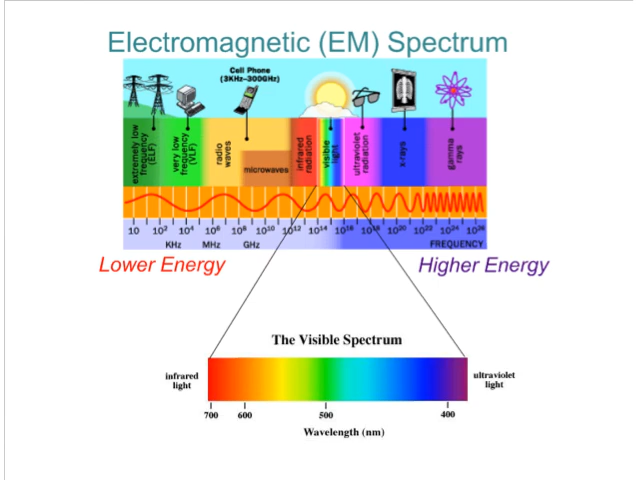 Electromagnetic (EM) Spectrum
Cell Phone
(3KHz–300GHz)
extremely low
frequency
(ELF)
very low
frequency
(VLF)
radio
waves
microwaves
infrared
radiation
visible
light
ultraviolet
radiation
x-rays
gamma
rays
10 10² 10⁴ 10⁶ 10⁸ 10¹⁰ 10¹² 10¹⁴ 10¹⁶ 10¹⁸ 10²⁰ 10²² 10²⁴ 10²⁶
KHz MHz GHz FREQUENCY
Lower Energy Higher Energy
The Visible Spectrum
infrared
light
ultraviolet
light
700 600 500 400
Wavelength (nm)